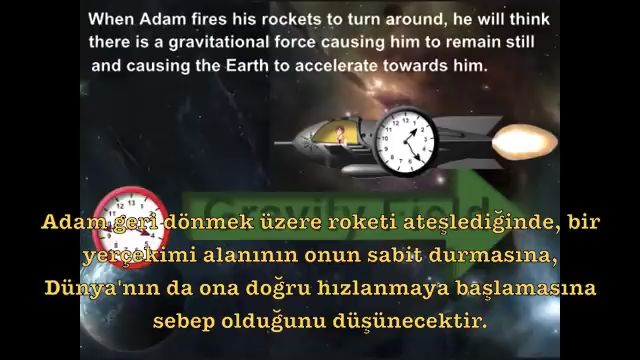 When Adam fires his rockets to turn around, he will think
there is a gravitational force causing him to remain still
and causing the Earth to accelerate towards him.
Gravity Field
Adam geri dönmek üzere roketi ateşlediğinde, bir
yerçekimi alanının onun sabit durmasına,
Dünya'nın da ona doğru hızlanmaya başlamasına
sebep olduğunu düşünecektir.